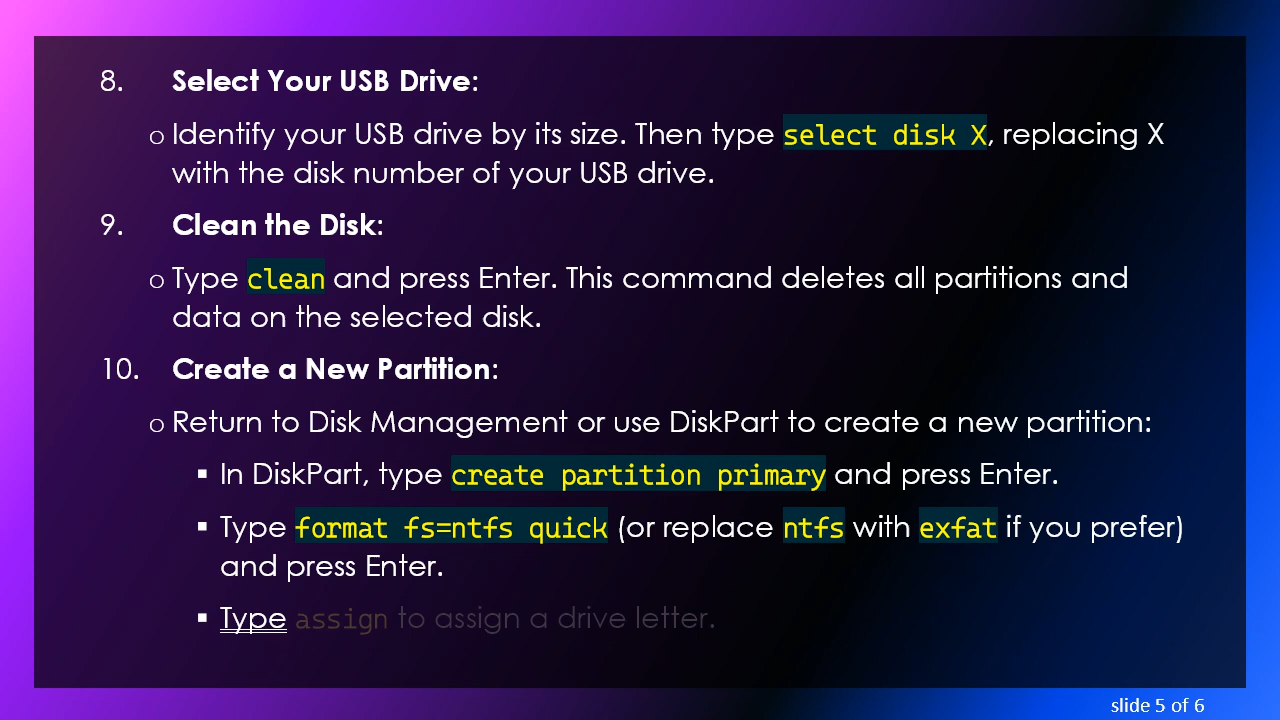 8. Select Your USB Drive:
o Identify your USB drive by its size. Then type select disk X, replacing X
with the disk number of your USB drive.
9. Clean the Disk:
o Type clean and press Enter. This command deletes all partitions and
data on the selected disk.
10. Create a New Partition:
o Return to Disk Management or use DiskPart to create a new partition:
▪ In DiskPart, type create partition primary and press Enter.
▪ Type format fs=ntfs quick (or replace ntfs with exfat if you prefer)
and press Enter.
▪ Type assign to assign a drive letter.
slide 5 of 6